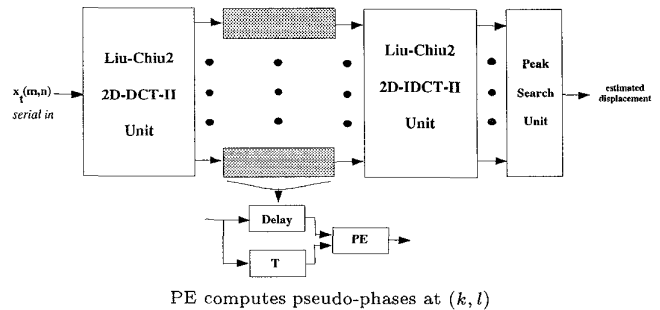 x_t(m,n)
serial in
Liu-Chiu2
2D-DCT-II
Unit
Liu-Chiu2
2D-IDCT-II
Unit
Peak
Search
Unit
estimated
displacement
Delay
T
PE
PE computes pseudo-phases at (k, l)